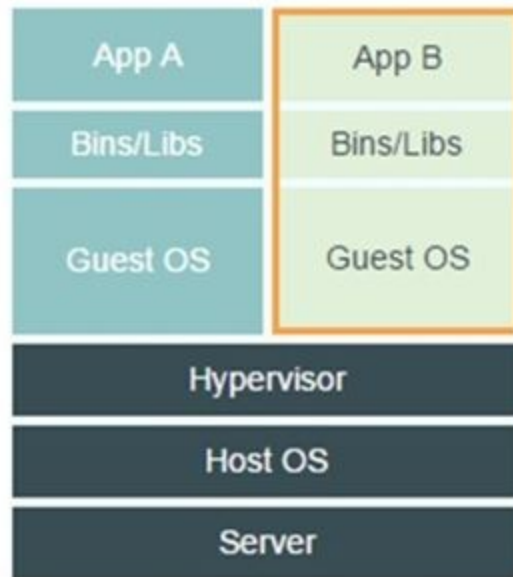 App A
App B
Bins/Libs
Bins/Libs
Guest OS
Guest OS
Hypervisor
Host OS
Server